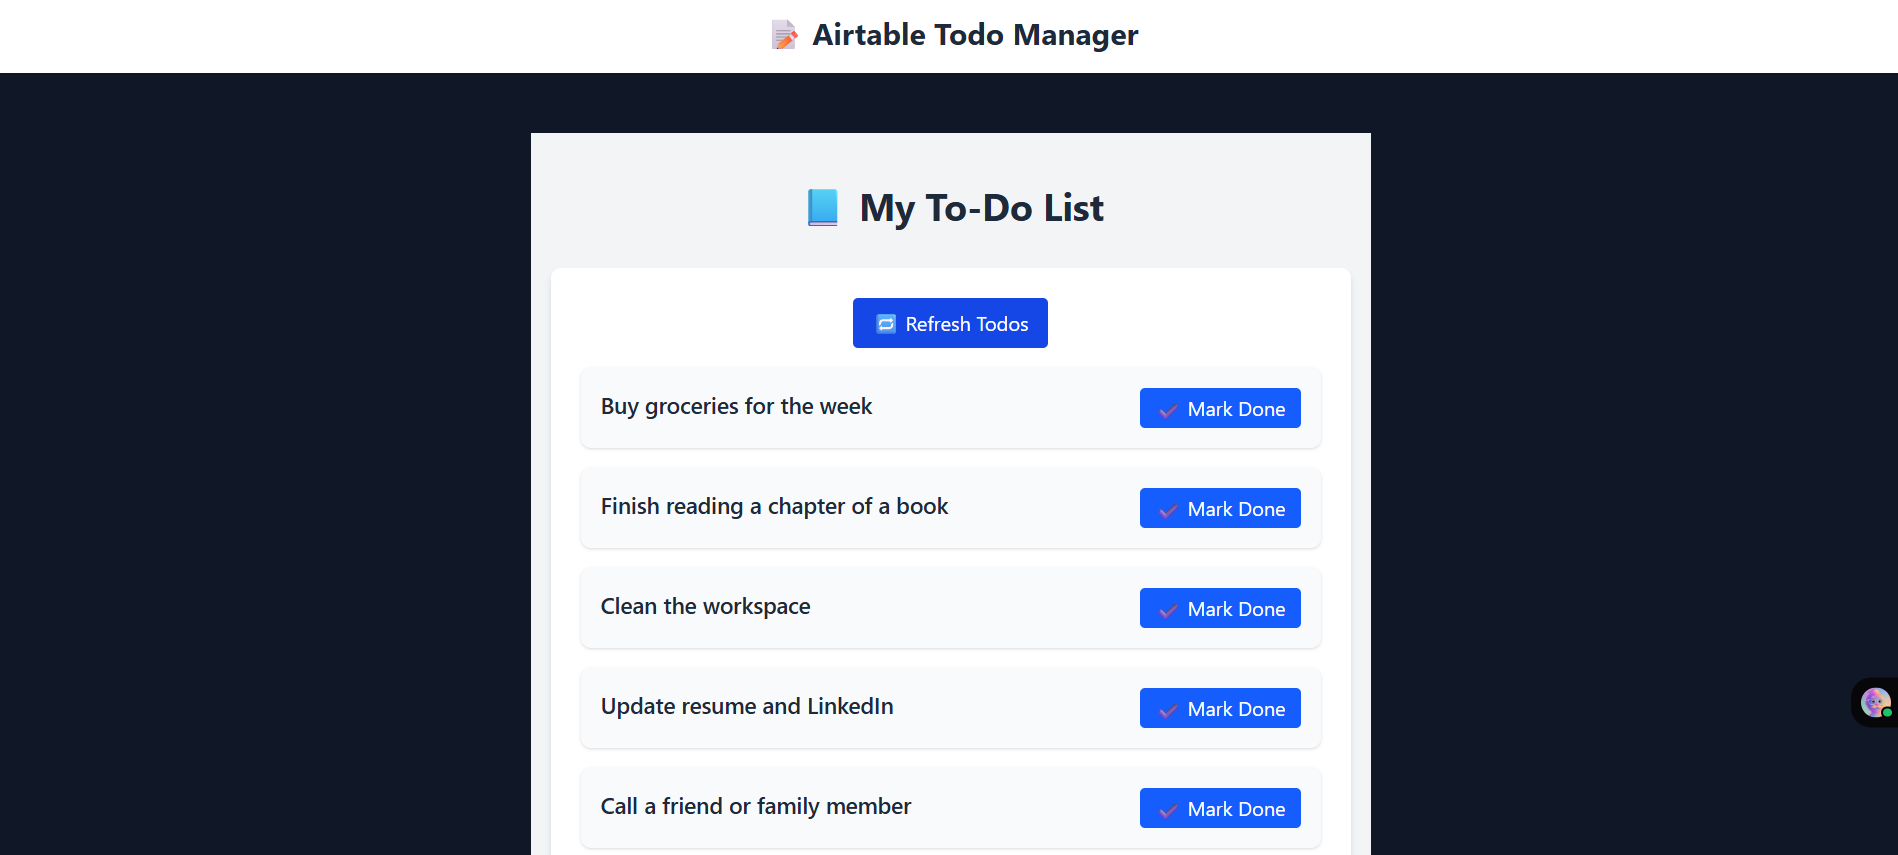 📝 Airtable Todo Manager
📘 My To-Do List
🔁 Refresh Todos
Buy groceries for the week
✔ Mark Done
Finish reading a chapter of a book
✔ Mark Done
Clean the workspace
✔ Mark Done
Update resume and LinkedIn
✔ Mark Done
Call a friend or family member
✔ Mark Done